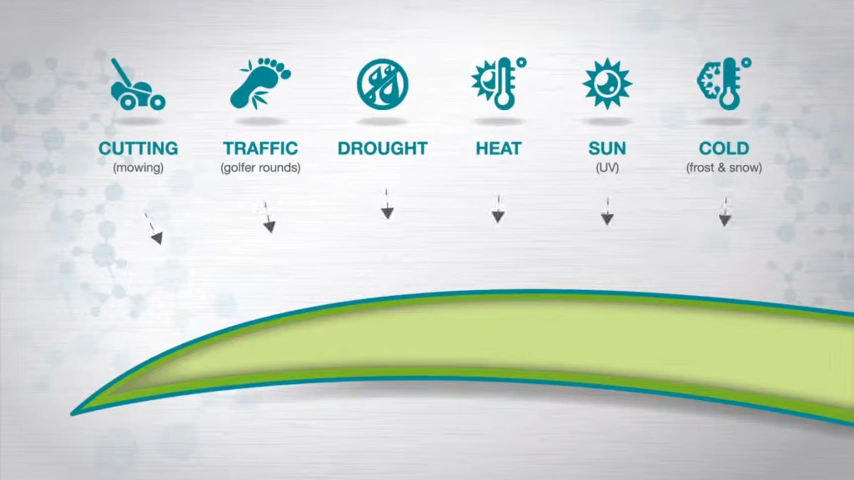 CUTTING
(mowing)
TRAFFIC
(golfer rounds)
DROUGHT
HEAT
SUN
(UV)
COLD
(frost & snow)